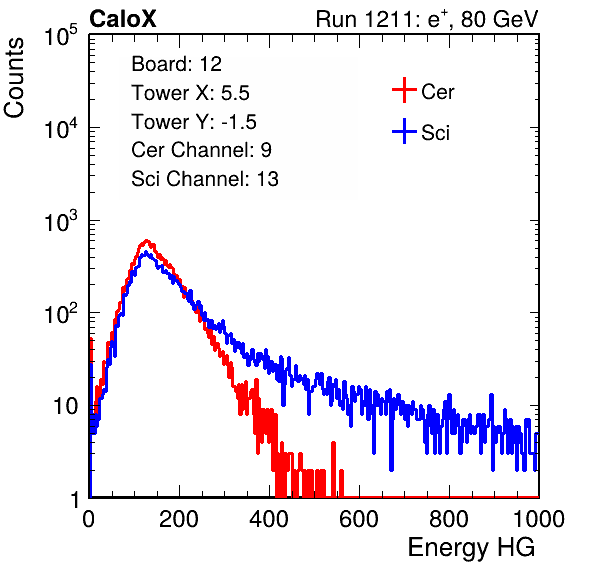 CaloX Run 1211: e⁺, 80 GeV
Counts
10⁵
Board: 12
Tower X: 5.5
Tower Y: -1.5
Cer Channel: 9
Sci Channel: 13
Cer
Sci
10⁴
10³
10²
10
1
0 200 400 600 800 1000
Energy HG